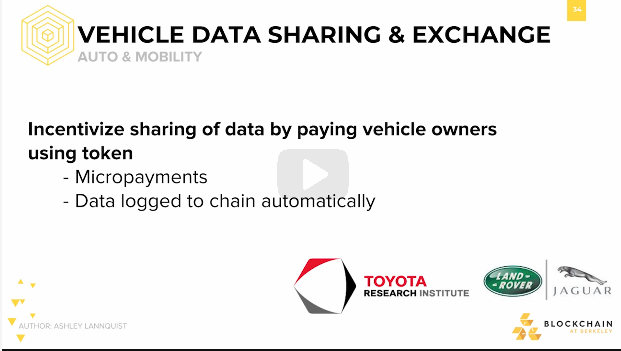 34
VEHICLE DATA SHARING & EXCHANGE
AUTO & MOBILITY
Incentivize sharing of data by paying vehicle owners
using token
- Micropayments
- Data logged to chain automatically
TOYOTA
RESEARCH INSTITUTE
LAND-
ROVER
JAGUAR
AUTHOR: ASHLEY LANNQUIST
BLOCKCHAIN
AT BERKELEY